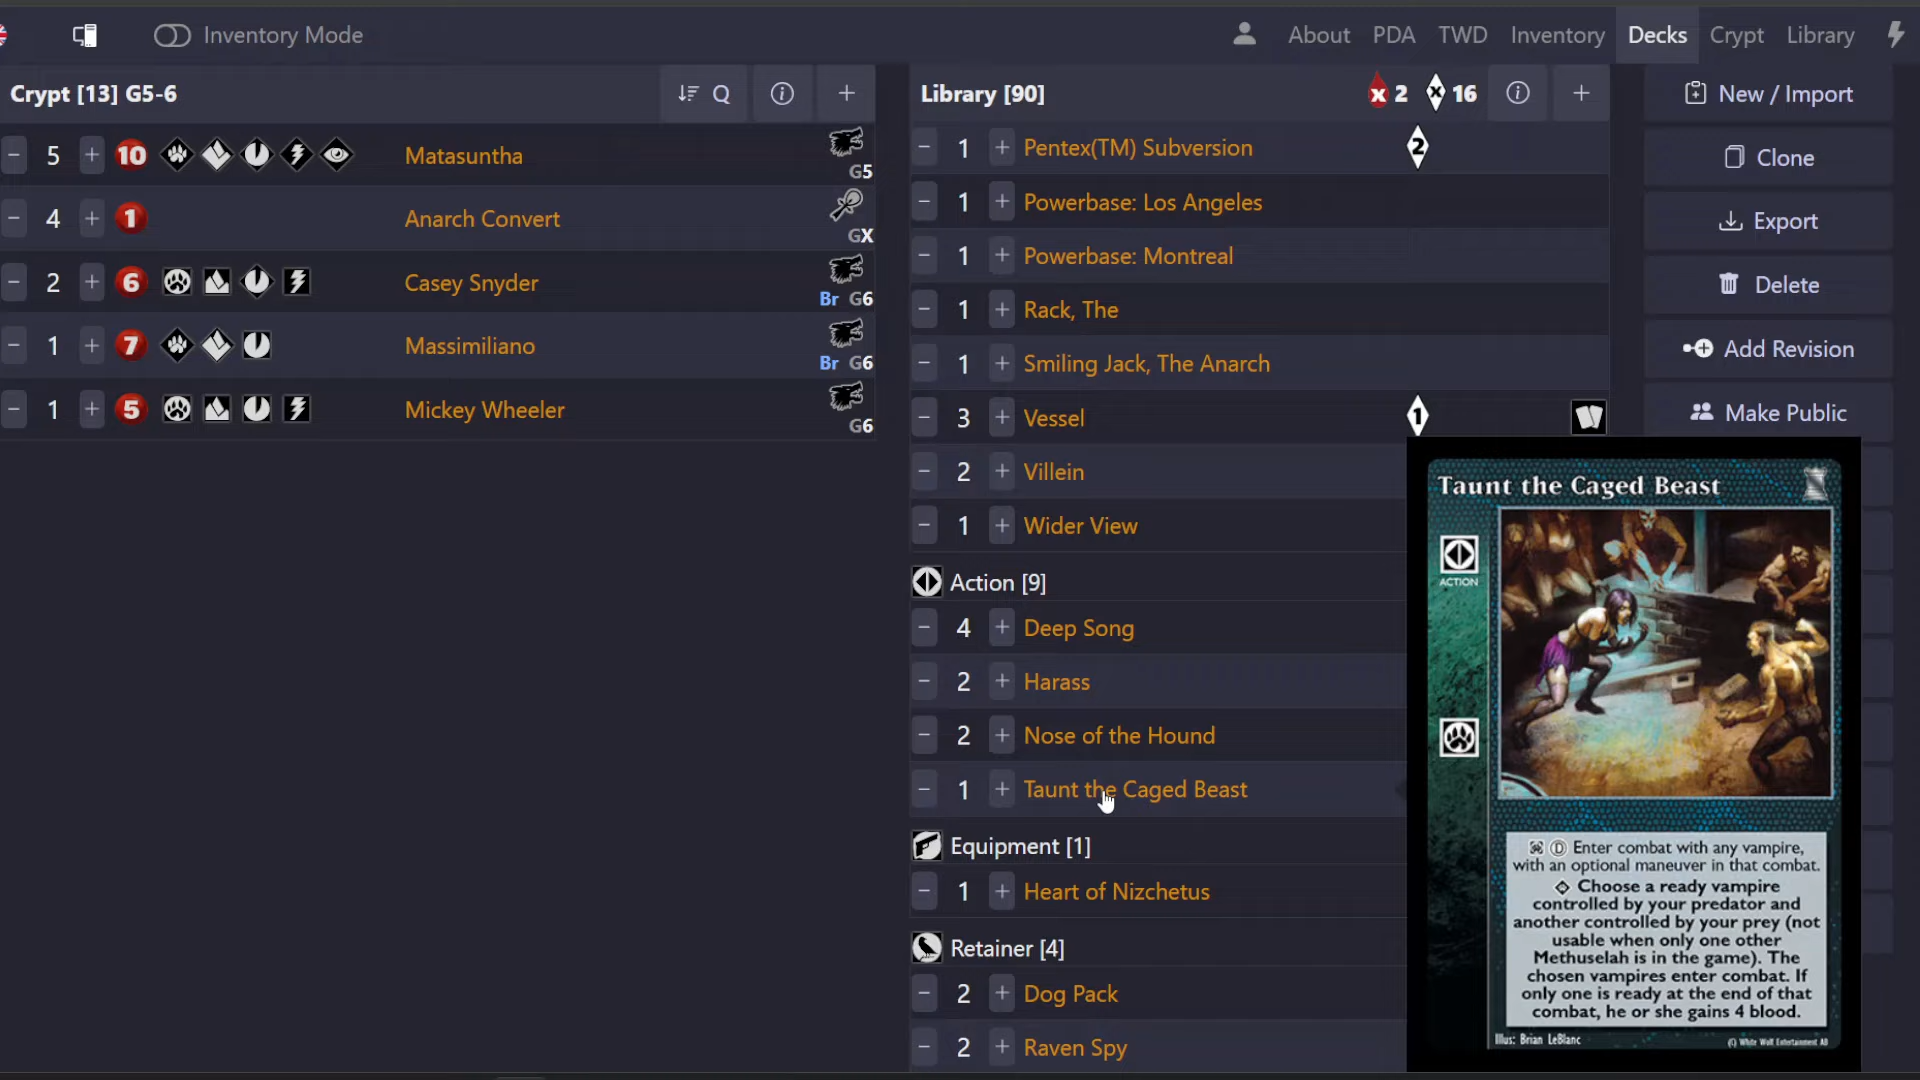 Inventory Mode
About PDA TWD Inventory Decks Crypt Library
Crypt [13] G5-6
Q
Library [90]
X 2 X 16
New / Import
5 10 Matasuntha G5
4 1 Anarch Convert GX
2 6 Casey Snyder Br G6
1 7 Massimiliano Br G6
1 5 Mickey Wheeler G6
1 Pentex(TM) Subversion 2
1 Powerbase: Los Angeles
1 Powerbase: Montreal
1 Rack, The
1 Smiling Jack, The Anarch
3 Vessel 1
2 Villein
1 Wider View
Action [9]
4 Deep Song
2 Harass
2 Nose of the Hound
1 Taunt the Caged Beast
Equipment [1]
1 Heart of Nizchetus
Retainer [4]
2 Dog Pack
2 Raven Spy
Clone
Export
Delete
Add Revision
Make Public
Taunt the Caged Beast
ACTION
D Enter combat with any vampire,
with an optional maneuver in that combat.
Choose a ready vampire
controlled by your predator and
another controlled by your prey (not
usable when only one other
Methuselah is in the game). The
chosen vampires enter combat. If
only one is ready at the end of that
combat, he or she gains 4 blood.
Illus: Brian LeBlanc
(C) White Wolf Entertainment AB